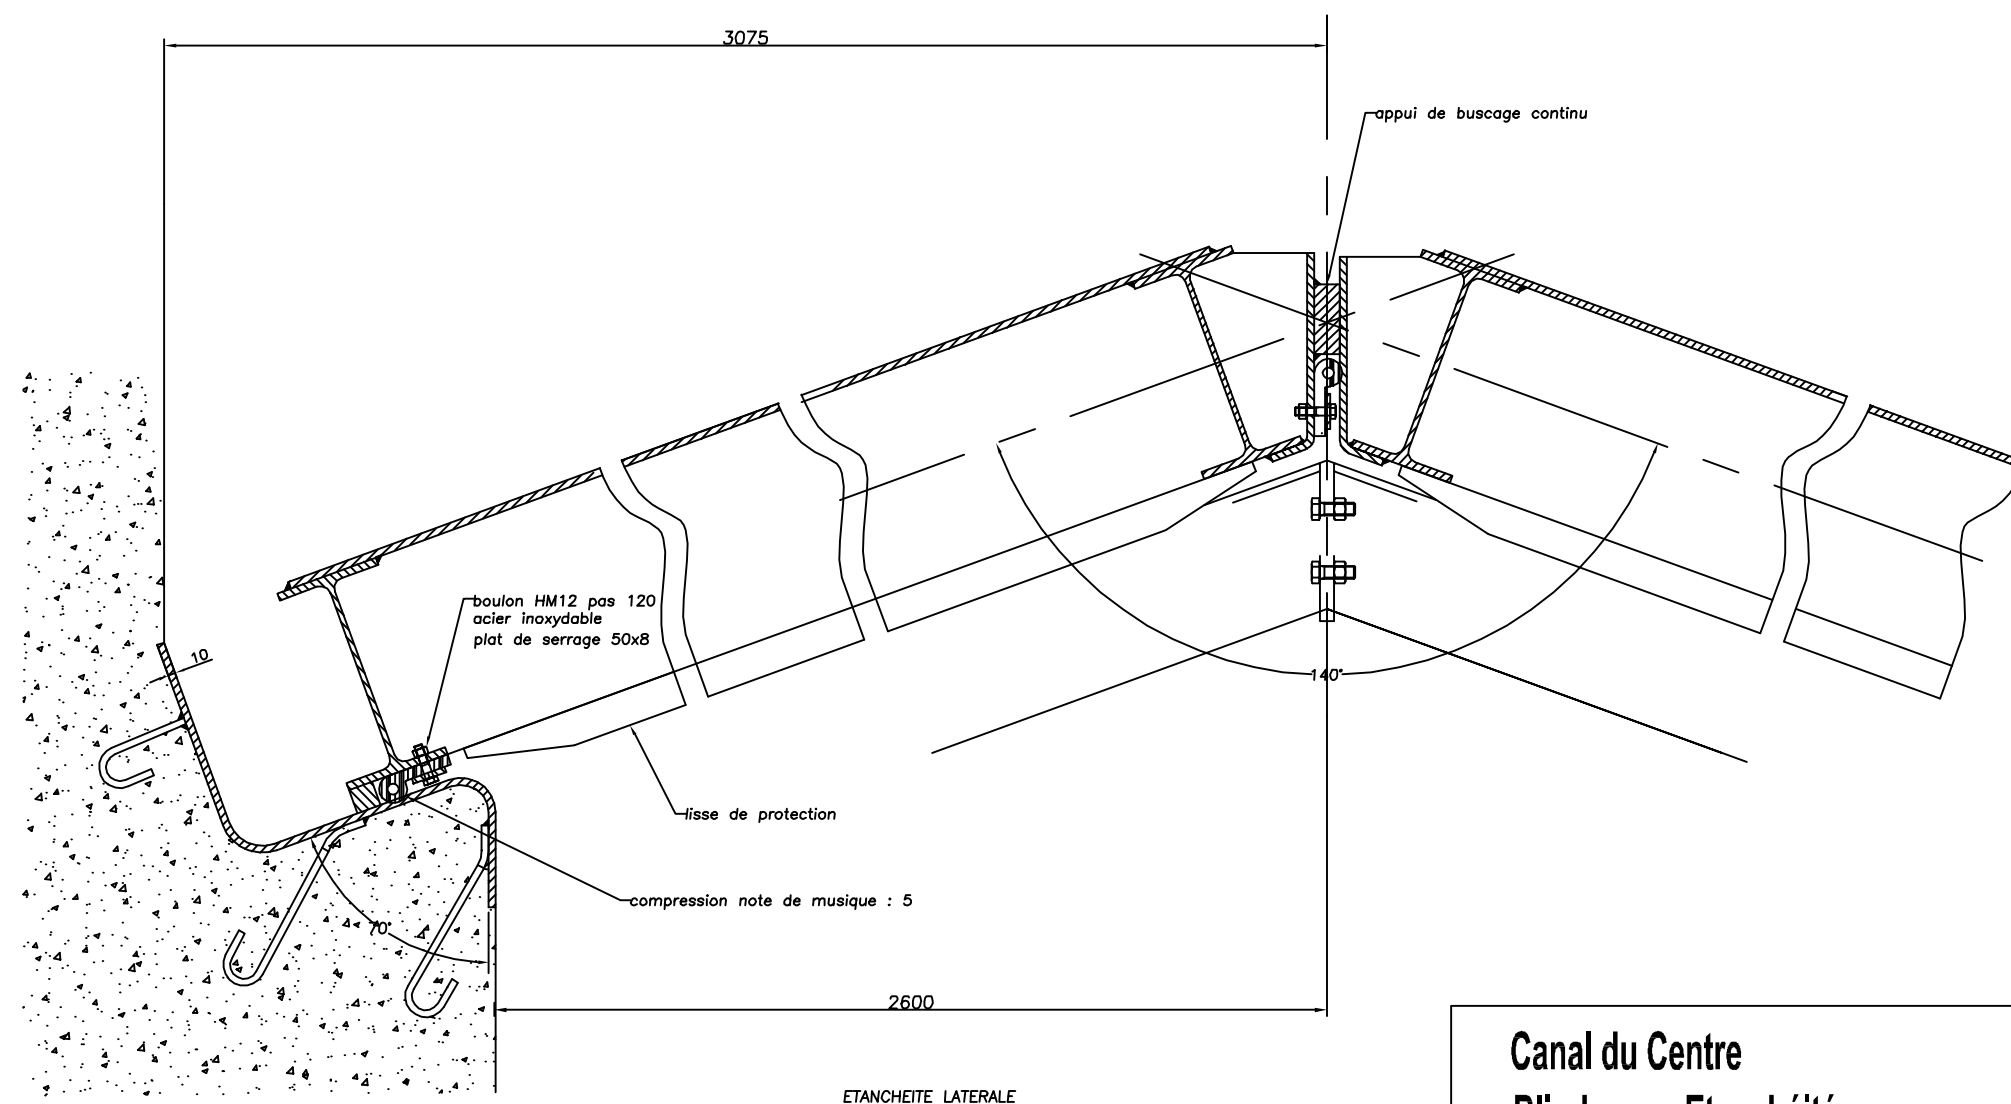 3075
appui de buscage continu
boulon HM12 pas 120
acier inoxydable
plat de serrage 50x8
10
140°
lisse de protection
compression note de musique : 5
70°
2600
Canal du Centre
ETANCHEITE LATERALE